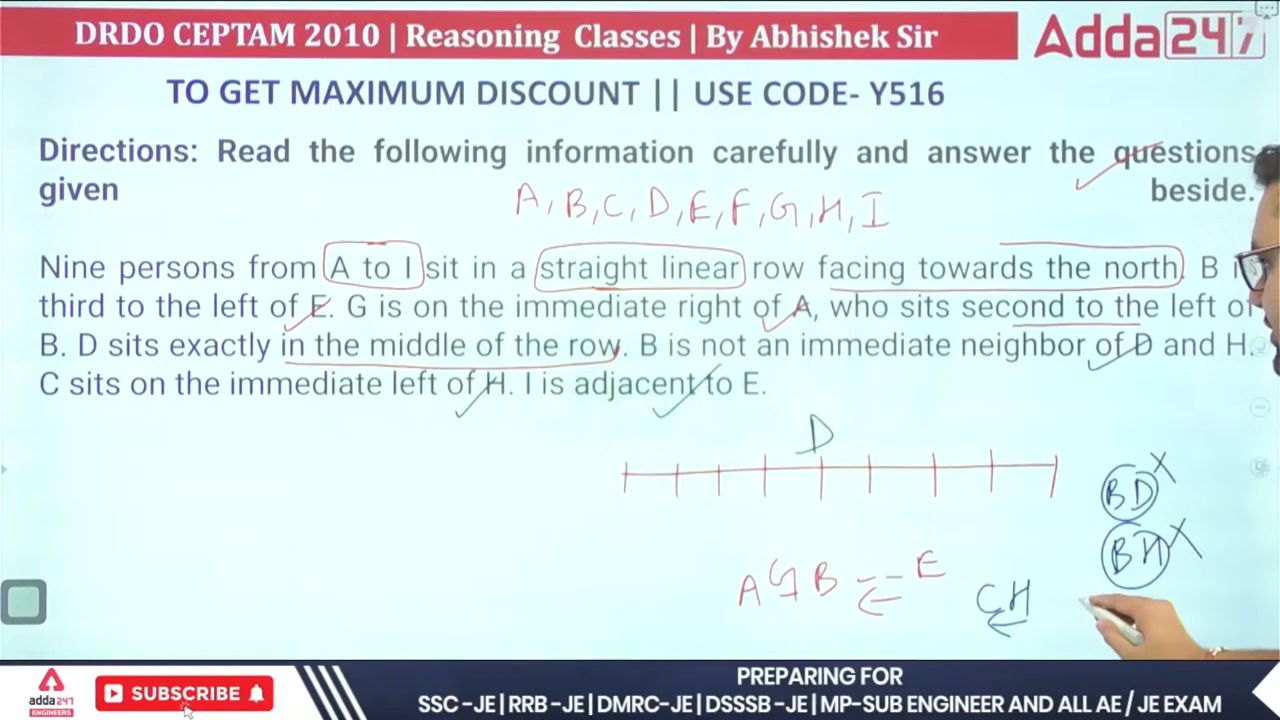 DRDO CEPTAM 2010 | Reasoning Classes | By Abhishek Sir
Adda 247
TO GET MAXIMUM DISCOUNT || USE CODE- Y516
Directions: Read the following information carefully and answer the questions
given beside.
A, B, C, D, E, F, G, H, I
Nine persons from A to I sit in a straight linear row facing towards the north. B
third to the left of E. G is on the immediate right of A, who sits second to the left of
B. D sits exactly in the middle of the row. B is not an immediate neighbor of D and H.
C sits on the immediate left of H. I is adjacent to E.
D
BD X
BH X
A G B _ _ E
CH
adda247
ENGINEERS
SUBSCRIBE
PREPARING FOR
SSC -JE | RRB -JE | DMRC-JE | DSSSB -JE | MP-SUB ENGINEER AND ALL AE / JE EXAM